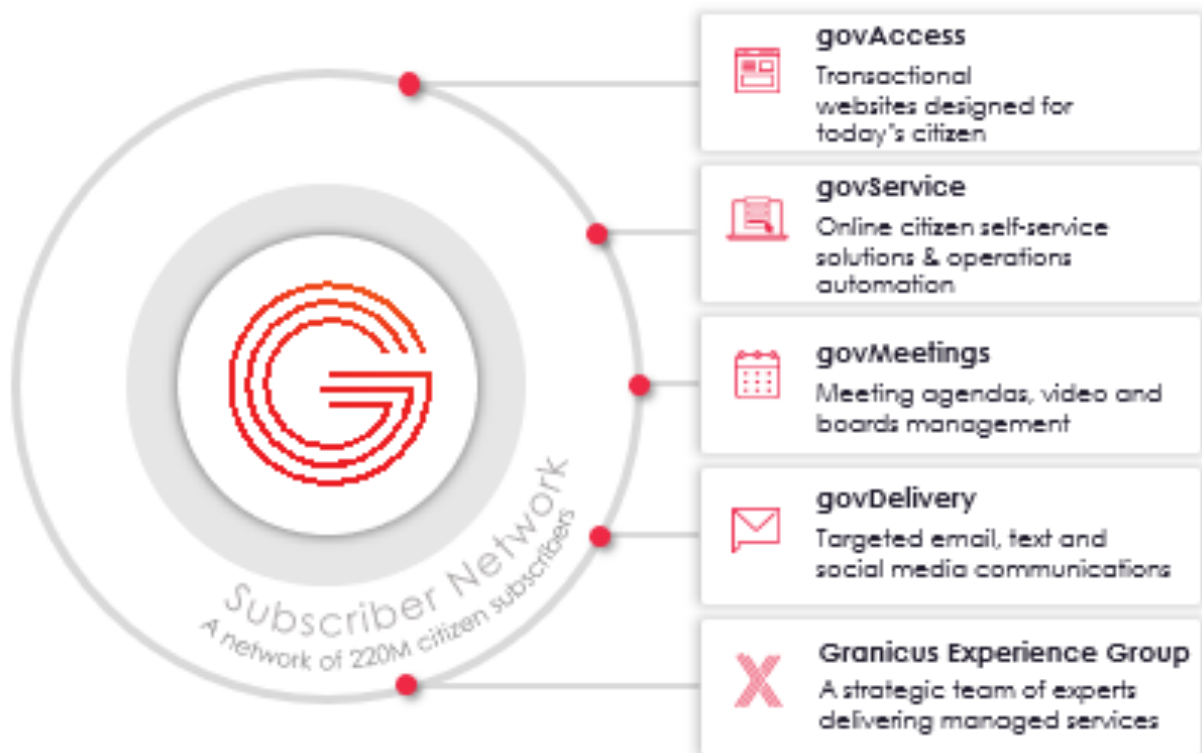 govAccess
Transactional
websites designed for
today's citizen
govService
Online citizen self-service
solutions & operations
automation
govMeetings
Meeting agendas, video and
boards management
govDelivery
Targeted email, text and
social media communications
Granicus Experience Group
A strategic team of experts
delivering managed services
Subscriber Network
A network of 220M citizen subscribers